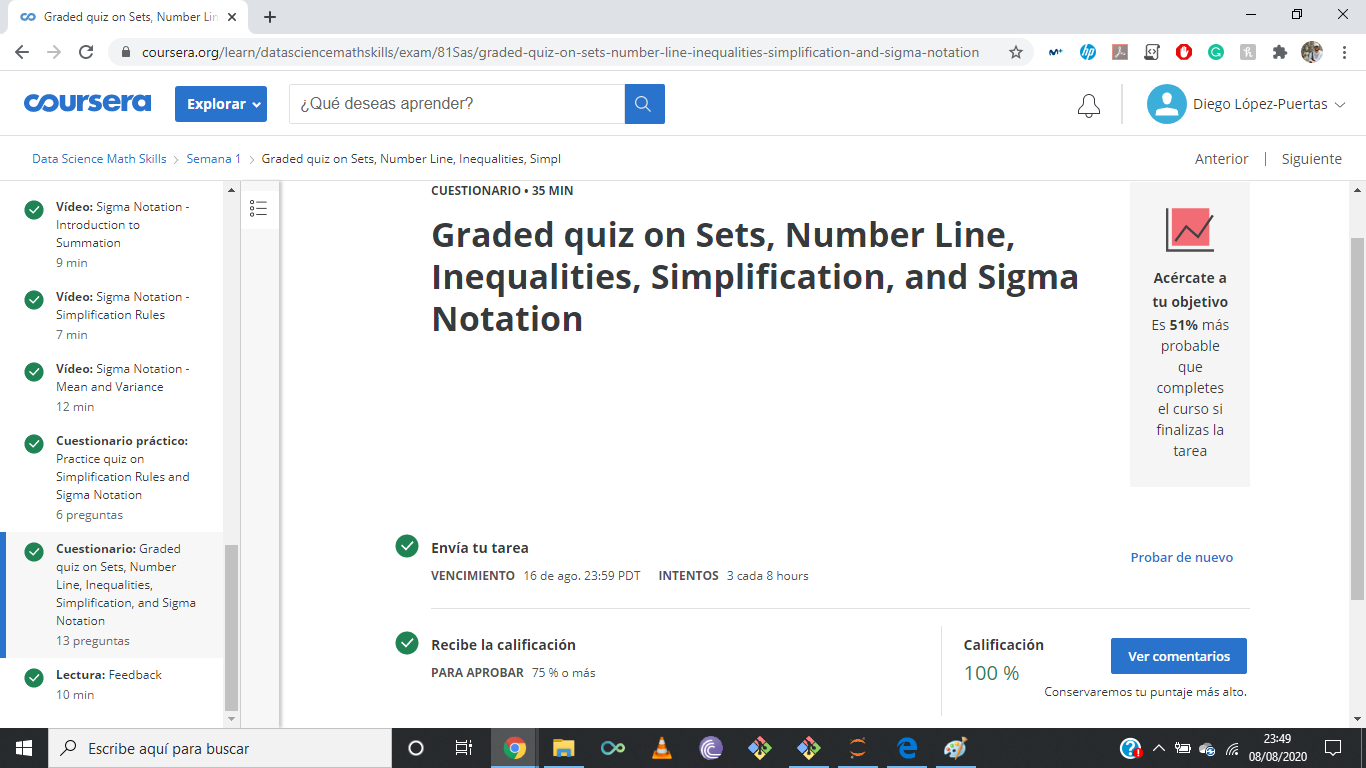 Graded quiz on Sets, Number Lin
coursera.org/learn/datasciencemathskills/exam/81Sas/graded-quiz-on-sets-number-line-inequalities-simplification-and-sigma-notation
coursera
Explorar
¿Qué deseas aprender?
Diego López-Puertas
Data Science Math Skills
Semana 1
Graded quiz on Sets, Number Line, Inequalities, Simpl
Anterior
Siguiente
Vídeo: Sigma Notation -
Introduction to
Summation
9 min
Vídeo: Sigma Notation -
Simplification Rules
7 min
Vídeo: Sigma Notation -
Mean and Variance
12 min
Cuestionario práctico:
Practice quiz on
Simplification Rules and
Sigma Notation
6 preguntas
Cuestionario: Graded
quiz on Sets, Number
Line, Inequalities,
Simplification, and Sigma
Notation
13 preguntas
Lectura: Feedback
10 min
CUESTIONARIO • 35 MIN
Graded quiz on Sets, Number Line,
Inequalities, Simplification, and Sigma
Notation
Acércate a
tu objetivo
Es 51% más
probable
que
completes
el curso si
finalizas la
tarea
Envía tu tarea
VENCIMIENTO 16 de ago. 23:59 PDT INTENTOS 3 cada 8 hours
Probar de nuevo
Recibe la calificación
PARA APROBAR 75 % o más
Calificación
100 %
Ver comentarios
Conservaremos tu puntaje más alto.
Escribe aquí para buscar
23:49
08/08/2020